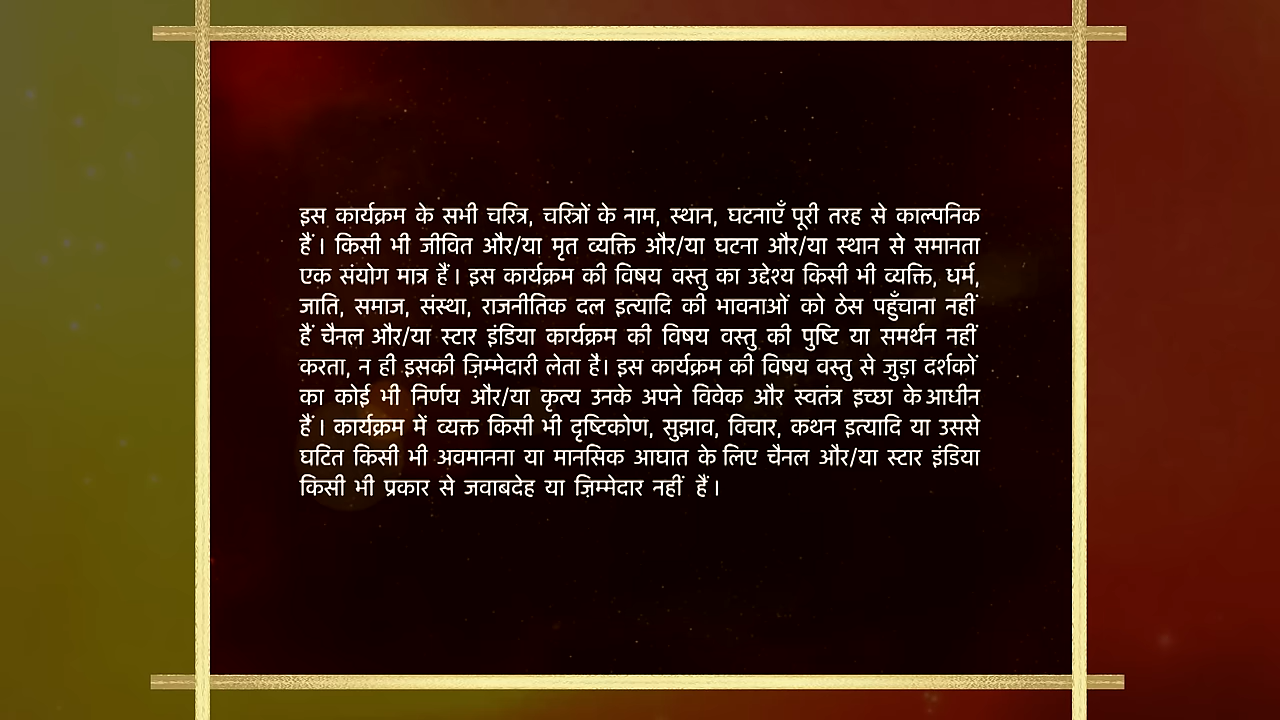 इस कार्यक्रम के सभी चरित्र, चरित्रों के नाम, स्थान, घटनाएँ पूरी तरह से काल्पनिक
हैं । किसी भी जीवित और/या मृत व्यक्ति और/या घटना और/या स्थान से समानता
एक संयोग मात्र हैं । इस कार्यक्रम की विषय वस्तु का उद्देश्य किसी भी व्यक्ति, धर्म,
जाति, समाज, संस्था, राजनीतिक दल इत्यादि की भावनाओं को ठेस पहुँचाना नहीं
हैं चैनल और/या स्टार इंडिया कार्यक्रम की विषय वस्तु की पुष्टि या समर्थन नहीं
करता, न ही इसकी ज़िम्मेदारी लेता है। इस कार्यक्रम की विषय वस्तु से जुड़ा दर्शकों
का कोई भी निर्णय और/या कृत्य उनके अपने विवेक और स्वतंत्र इच्छा के आधीन
हैं । कार्यक्रम में व्यक्त किसी भी दृष्टिकोण, सुझाव, विचार, कथन इत्यादि या उससे
घटित किसी भी अवमानना या मानसिक आघात के लिए चैनल और/या स्टार इंडिया
किसी भी प्रकार से जवाबदेह या ज़िम्मेदार नहीं हैं ।